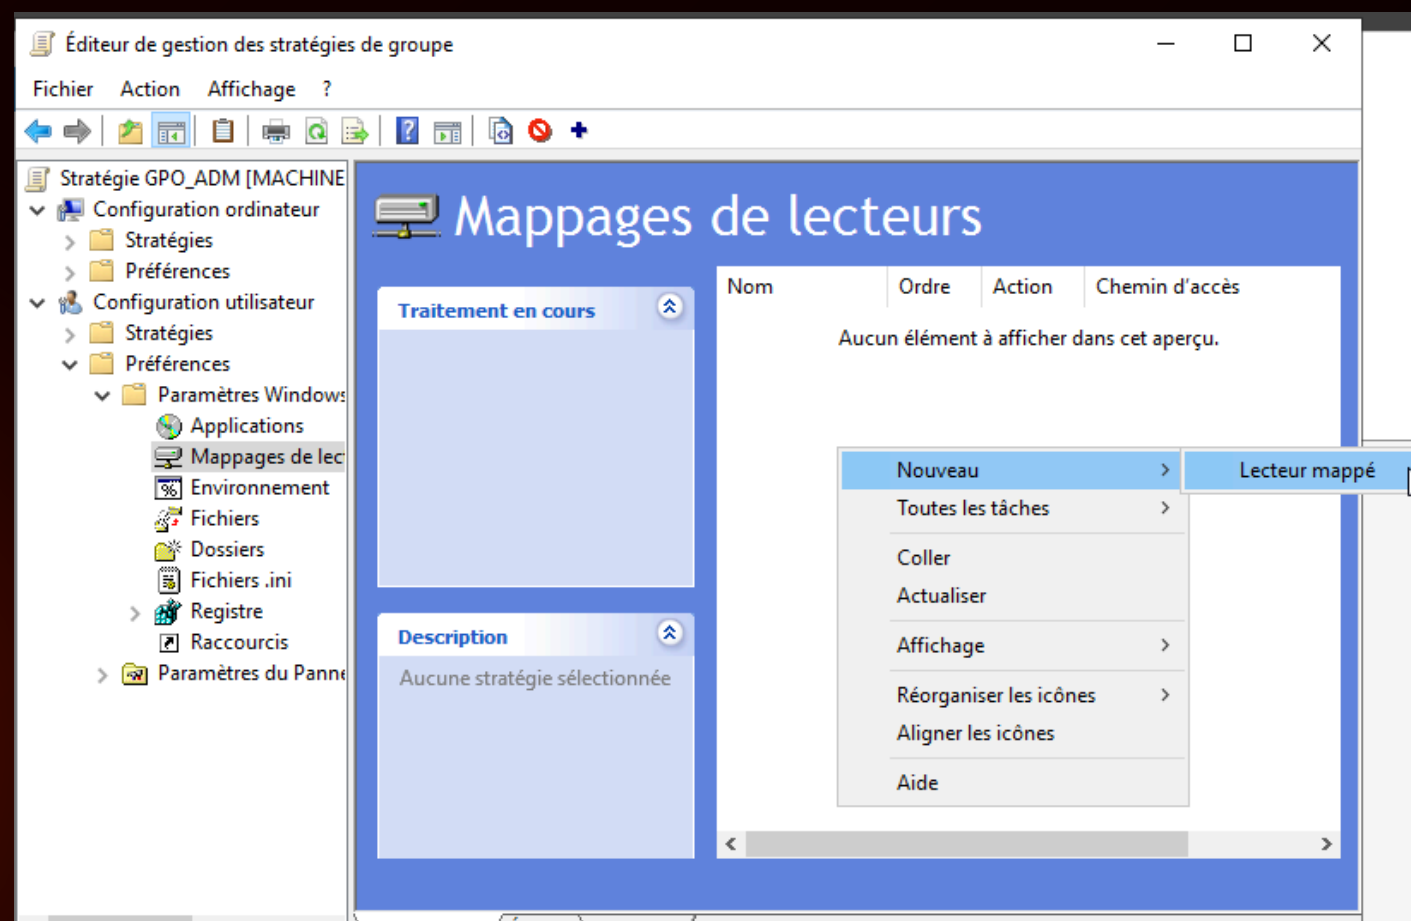 Éditeur de gestion des stratégies de groupe
Fichier Action Affichage ?
Stratégie GPO_ADM [MACHINE
Configuration ordinateur
Stratégies
Préférences
Configuration utilisateur
Stratégies
Préférences
Paramètres Windows
Applications
Mappages de lec
Environnement
Fichiers
Dossiers
Fichiers .ini
Registre
Raccourcis
Paramètres du Panne
Mappages de lecteurs
Traitement en cours
Description
Aucune stratégie sélectionnée
Nom Ordre Action Chemin d'accès
Aucun élément à afficher dans cet aperçu.
Nouveau
Lecteur mappé
Toutes les tâches
Coller
Actualiser
Affichage
Réorganiser les icônes
Aligner les icônes
Aide